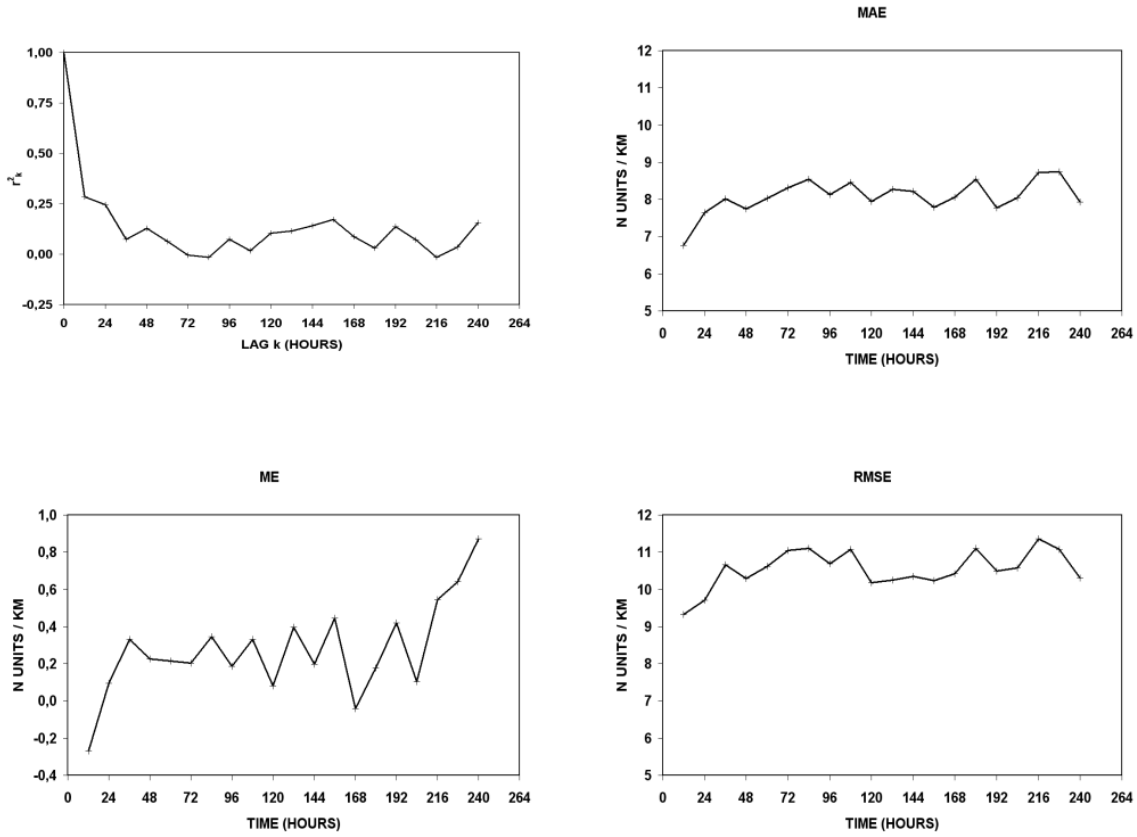 1,00
0,75
0,50
0,25
0,00
-0,25
r²k
0 24 48 72 96 120 144 168 192 216 240 264
LAG k (HOURS)
MAE
12
11
10
9
8
7
6
5
N UNITS / KM
0 24 48 72 96 120 144 168 192 216 240 264
TIME (HOURS)
ME
1,0
0,8
0,6
0,4
0,2
0,0
-0,2
-0,4
N UNITS / KM
0 24 48 72 96 120 144 168 192 216 240 264
TIME (HOURS)
RMSE
12
11
10
9
8
7
6
5
N UNITS / KM
0 24 48 72 96 120 144 168 192 216 240 264
TIME (HOURS)